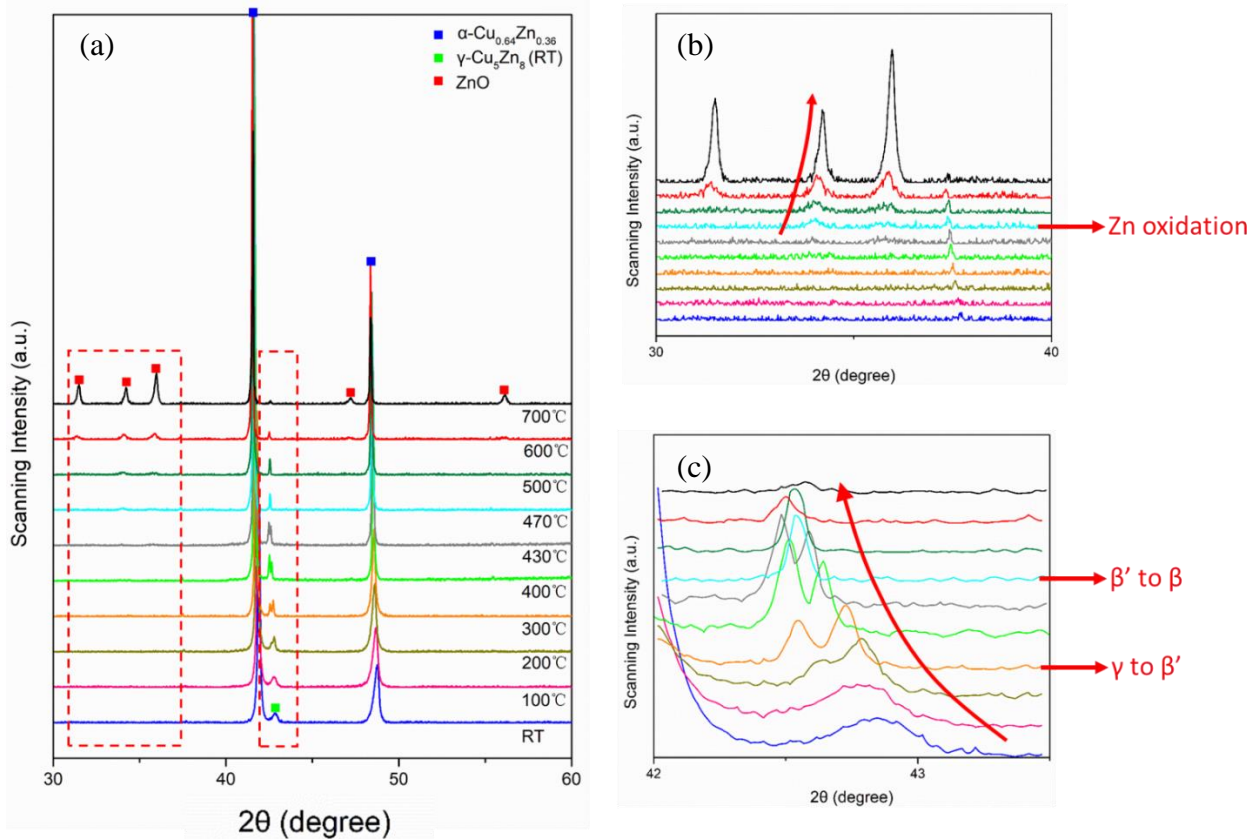 (a)
α-Cu0.64Zn0.36
γ-Cu5Zn8 (RT)
ZnO
Scanning Intensity (a.u.)
700℃
600℃
500℃
470℃
430℃
400℃
300℃
200℃
100℃
RT
30 40 50 60
2θ (degree)
(b)
Scanning Intensity (a.u.)
Zn oxidation
30 40
2θ (degree)
(c)
Scanning Intensity (a.u.)
β’ to β
γ to β’
42 43
2θ (degree)